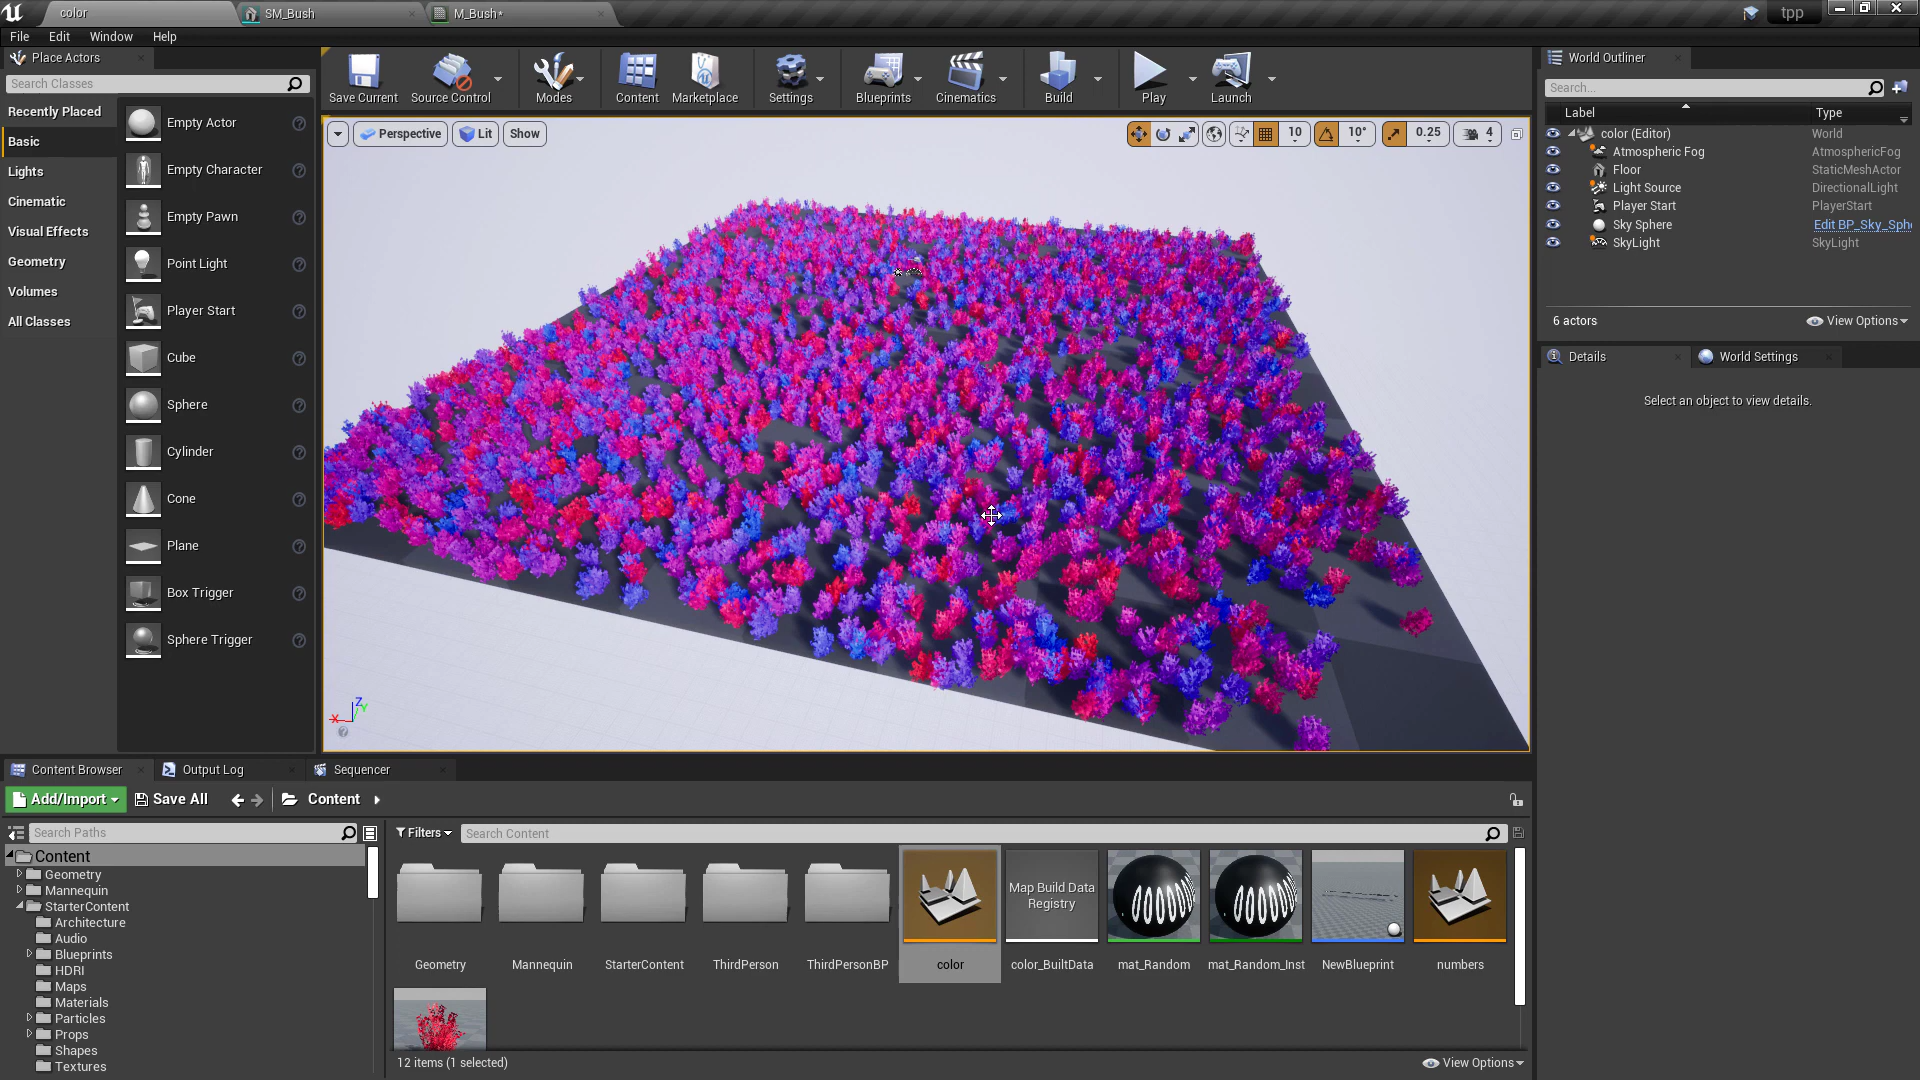 color
SM_Bush
M_Bush*
tpp
File Edit Window Help
Place Actors
Search Classes
Recently Placed
Basic
Lights
Cinematic
Visual Effects
Geometry
Volumes
All Classes
Empty Actor
Empty Character
Empty Pawn
Point Light
Player Start
Cube
Sphere
Cylinder
Cone
Plane
Box Trigger
Sphere Trigger
Save Current
Source Control
Modes
Content
Marketplace
Settings
Blueprints
Cinematics
Build
Play
Launch
Perspective
Lit
Show
10
10°
0.25
4
X
Z
Y
World Outliner
Search...
Label Type
color (Editor) World
Atmospheric Fog AtmosphericFog
Floor StaticMeshActor
Light Source DirectionalLight
Player Start PlayerStart
Sky Sphere Edit BP_Sky_Sph
SkyLight SkyLight
6 actors
View Options
Details
World Settings
Select an object to view details.
Content Browser
Output Log
Sequencer
Add/Import
Save All
Content
Search Paths
Content
Geometry
Mannequin
StarterContent
Architecture
Audio
Blueprints
HDRI
Maps
Materials
Particles
Props
Shapes
Textures
Filters
Search Content
Map Build Data
Registry
Geometry
Mannequin
StarterContent
ThirdPerson
ThirdPersonBP
color
color_BuiltData
mat_Random
mat_Random_Inst
NewBlueprint
numbers
12 items (1 selected)
View Options